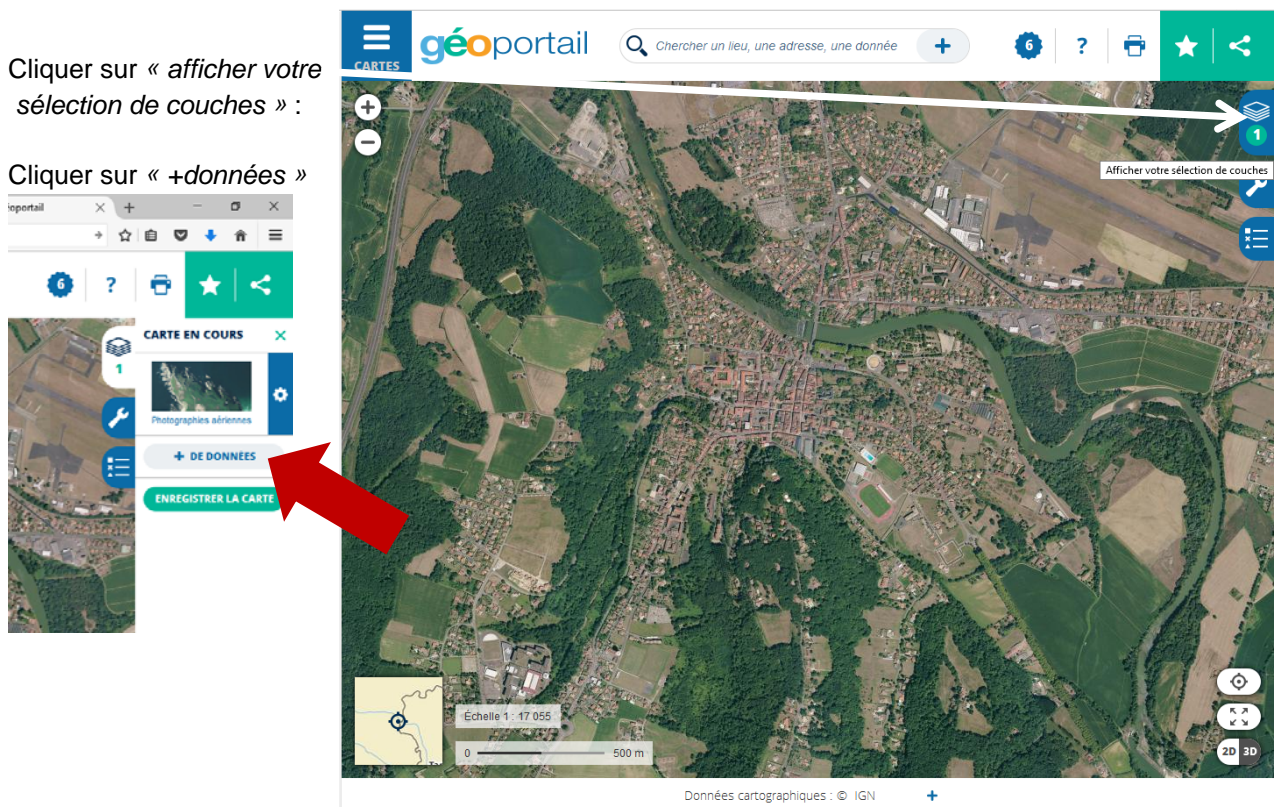 Cliquer sur « afficher votre
sélection de couches » :
Cliquer sur « +données »
éoportail
6
?
CARTE EN COURS
1
Photographies aériennes
+ DE DONNÉES
ENREGISTRER LA CARTE
CARTES
géoportail
Chercher un lieu, une adresse, une donnée
+
6
?
+
−
1
Afficher votre sélection de couches
Échelle 1 : 17 055
0 500 m
2D 3D
Données cartographiques : © IGN +